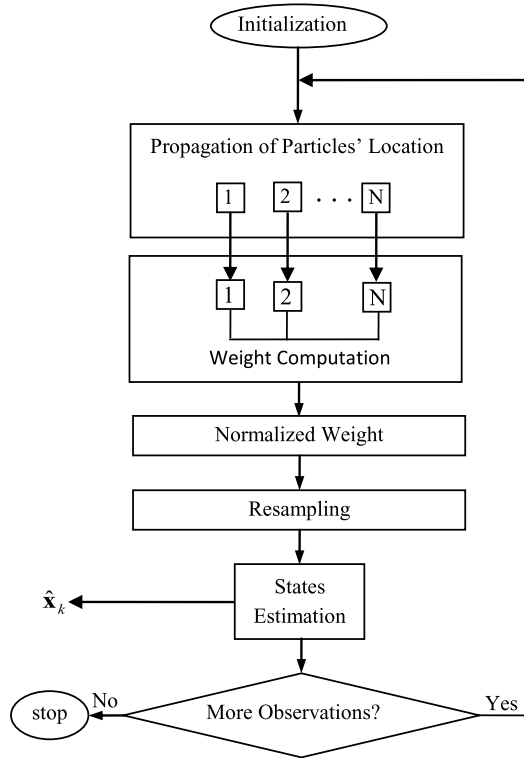 Initialization
Propagation of Particles' Location
1 2 . . . N
1 2 N
Weight Computation
Normalized Weight
Resampling
States
Estimation
x̂ₖ
More Observations?
No
stop
Yes